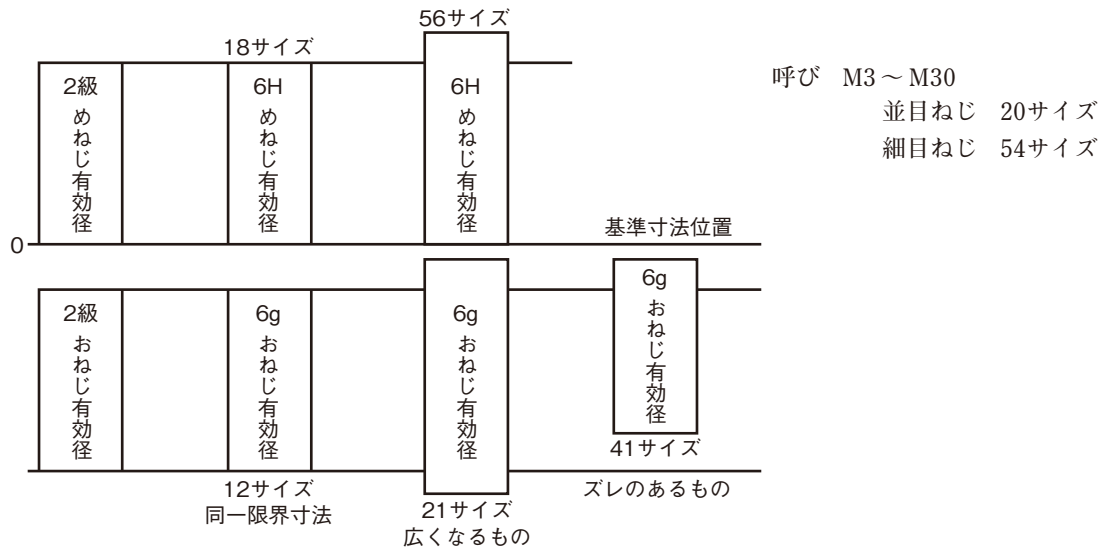 56サイズ
18サイズ
2級
めねじ有効径
6H
めねじ有効径
6H
めねじ有効径
呼び M3～M30
並目ねじ 20サイズ
細目ねじ 54サイズ
基準寸法位置
0
2級
おねじ有効径
6g
おねじ有効径
6g
おねじ有効径
6g
おねじ有効径
41サイズ
ズレのあるもの
12サイズ
同一限界寸法
21サイズ
広くなるもの